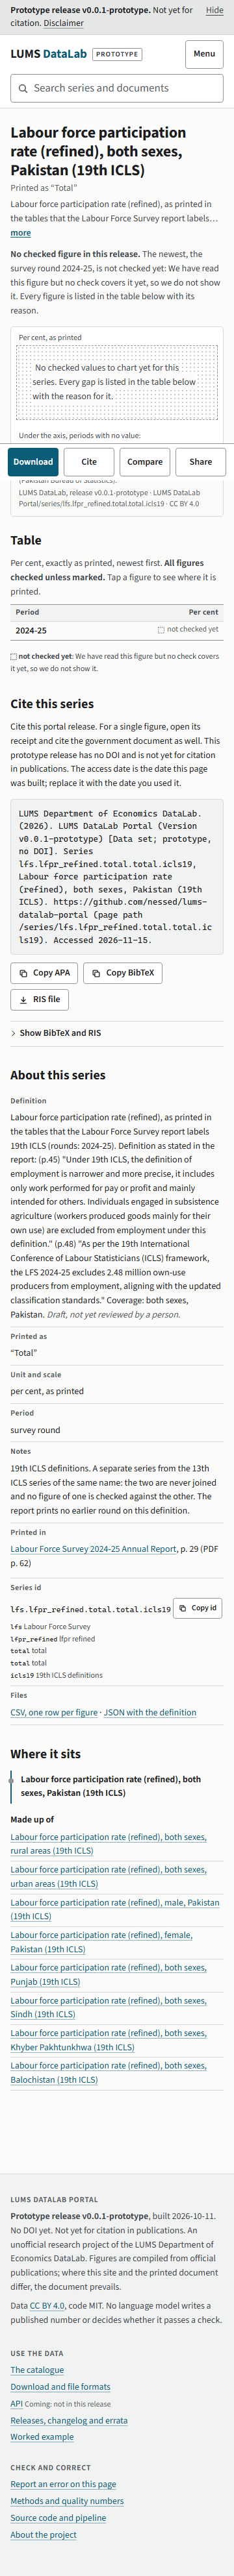 Prototype release v0.0.1-prototype. Not yet for citation. Disclaimer
Hide
LUMS DataLab PROTOTYPE
Menu
Search series and documents
Labour force participation
rate (refined), both sexes,
Pakistan (19th ICLS)
Printed as “Total”
Labour force participation rate (refined), as printed in
the tables that the Labour Force Survey report labels…
more
No checked figure in this release. The newest, the
survey round 2024-25, is not checked yet: We have read
this figure but no check covers it yet, so we do not show
it. Every figure is listed in the table below with its
reason.
Per cent, as printed
No checked values to chart yet for this
series. Every gap is listed in the table below
with the reason for it.
Under the axis, periods with no value:
Download
Cite
Compare
Share
(Pakistan Bureau of Statistics).
LUMS DataLab, release v0.0.1-prototype · LUMS DataLab
Portal/series/lfs.lfpr_refined.total.total.icls19 · CC BY 4.0
Table
Per cent, exactly as printed, newest first. All figures
checked unless marked. Tap a figure to see where it is
printed.
Period Per cent
2024-25 not checked yet
not checked yet: We have read this figure but no check covers
it yet, so we do not show it.
Cite this series
Cite this portal release. For a single figure, open its
receipt and cite the government document as well. This
prototype release has no DOI and is not yet for citation
in publications. The access date is the date this page
was built; replace it with the date you used it.
LUMS Department of Economics DataLab.
(2026). LUMS DataLab Portal (Version
v0.0.1-prototype) [Data set; prototype,
no DOI]. Series
lfs.lfpr_refined.total.total.icls19,
Labour force participation rate
(refined), both sexes, Pakistan (19th
ICLS). https://github.com/nessed/lums-
datalab-portal (page path
/series/lfs.lfpr_refined.total.total.ic
ls19). Accessed 2026-11-15.
Copy APA
Copy BibTeX
RIS file
Show BibTeX and RIS
About this series
Definition
Labour force participation rate (refined), as printed in
the tables that the Labour Force Survey report labels
19th ICLS (rounds: 2024-25). Definition as stated in the
report: (p.45) "Under 19th ICLS, the definition of
employment is narrower and more precise, it includes
only work performed for pay or profit and mainly
intended for others. Individuals engaged in subsistence
agriculture (workers produced goods mainly for their
own use) are excluded from employment under this
definition." (p.48) "As per the 19th International
Conference of Labour Statisticians (ICLS) framework,
the LFS 2024-25 excludes 2.48 million own-use
producers from employment, aligning with the updated
classification standards." Coverage: both sexes,
Pakistan. Draft, not yet reviewed by a person.
Printed as
“Total”
Unit and scale
per cent, as printed
Period
survey round
Notes
19th ICLS definitions. A separate series from the 13th
ICLS series of the same name: the two are never joined
and no figure of one is checked against the other. The
report prints no earlier round on this definition.
Printed in
Labour Force Survey 2024-25 Annual Report, p. 29 (PDF
p. 62)
Series id
lfs.lfpr_refined.total.total.icls19 Copy id
lfs Labour Force Survey
lfpr_refined lfpr refined
total total
total total
icls19 19th ICLS definitions
Files
CSV, one row per figure · JSON with the definition
Where it sits
Labour force participation rate (refined), both
sexes, Pakistan (19th ICLS)
Made up of
Labour force participation rate (refined), both sexes,
rural areas (19th ICLS)
Labour force participation rate (refined), both sexes,
urban areas (19th ICLS)
Labour force participation rate (refined), male, Pakistan
(19th ICLS)
Labour force participation rate (refined), female,
Pakistan (19th ICLS)
Labour force participation rate (refined), both sexes,
Punjab (19th ICLS)
Labour force participation rate (refined), both sexes,
Sindh (19th ICLS)
Labour force participation rate (refined), both sexes,
Khyber Pakhtunkhwa (19th ICLS)
Labour force participation rate (refined), both sexes,
Balochistan (19th ICLS)
LUMS DATALAB PORTAL
Prototype release v0.0.1-prototype, built 2026-10-11.
No DOI yet. Not yet for citation in publications. An
unofficial research project of the LUMS Department of
Economics DataLab. Figures are compiled from official
publications; where this site and the printed document
differ, the document prevails.
Data CC BY 4.0, code MIT. No language model writes a
published number or decides whether it passes a check.
USE THE DATA
The catalogue
Download and file formats
API Coming: not in this release
Releases, changelog and errata
Worked example
CHECK AND CORRECT
Report an error on this page
Methods and quality numbers
Source code and pipeline
About the project